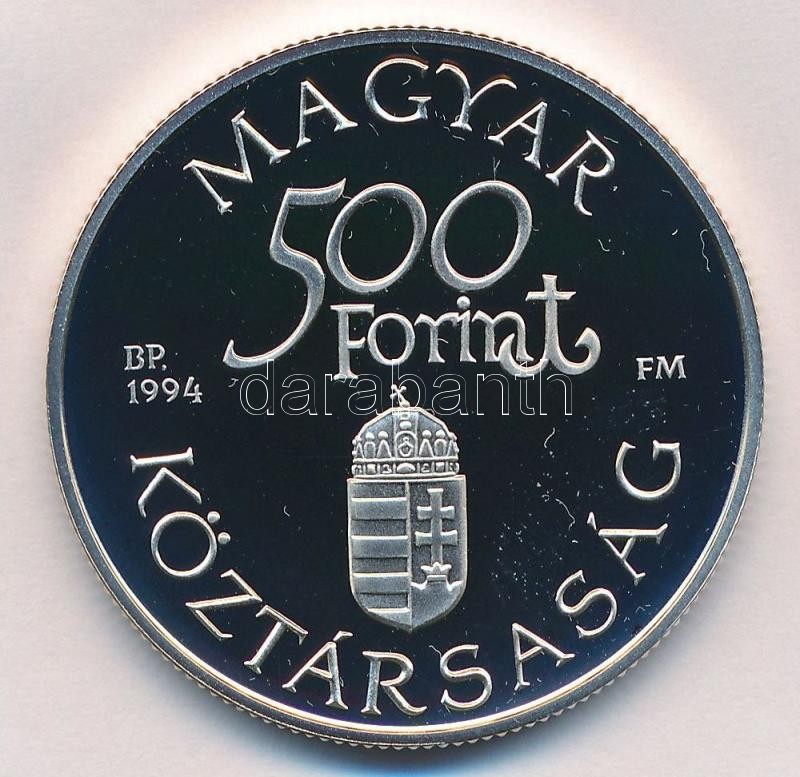 MAGYAR
500
Forint
BP.
1994
FM
darabanth
KÖZTÁRSASÁG